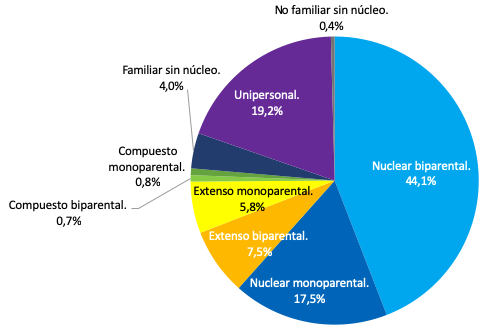 No familiar sin núcleo.
0,4%
Familiar sin núcleo.
4,0%
Unipersonal.
19,2%
Compuesto
monoparental.
0,8%
Nuclear biparental.
44,1%
Extenso monoparental.
5,8%
Compuesto biparental.
0,7%
Extenso biparental.
7,5%
Nuclear monoparental.
17,5%